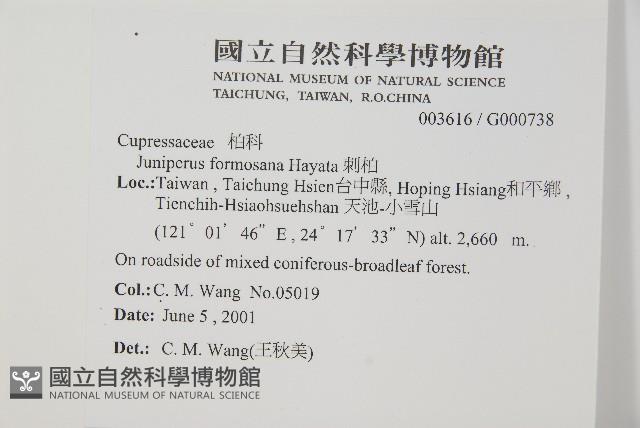 國立自然科學博物館
NATIONAL MUSEUM OF NATURAL SCIENCE
TAICHUNG, TAIWAN, R.O.CHINA
003616 / G000738
Cupressaceae 柏科
Juniperus formosana Hayata 刺柏
Loc.:Taiwan , Taichung Hsien台中縣, Hoping Hsiang和平鄉 ,
Tienchih-Hsiaohsuehshan 天池-小雪山
(121° 01' 46" E , 24° 17' 33" N) alt. 2,660 m.
On roadside of mixed coniferous-broadleaf forest.
Col.: C. M. Wang No.05019
Date: June 5 , 2001
Det.: C. M. Wang(王秋美)
國立自然科學博物館
NATIONAL MUSEUM OF NATURAL SCIENCE